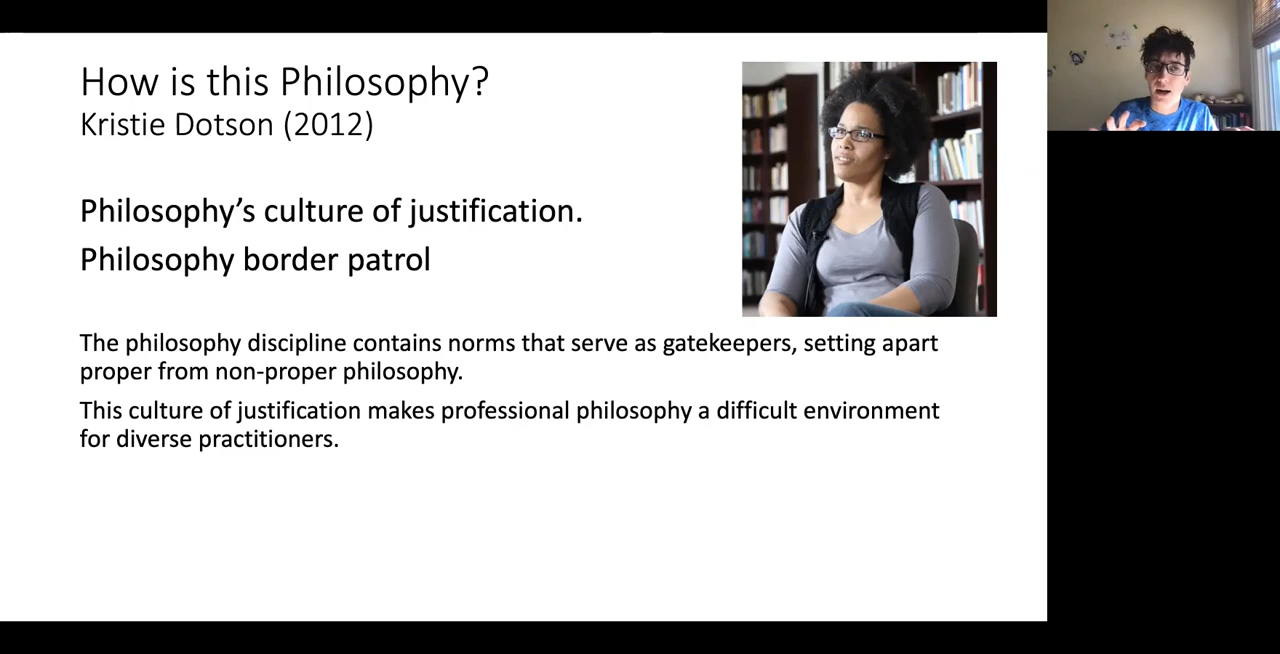 How is this Philosophy?
Kristie Dotson (2012)
Philosophy’s culture of justification.
Philosophy border patrol
The philosophy discipline contains norms that serve as gatekeepers, setting apart
proper from non-proper philosophy.
This culture of justification makes professional philosophy a difficult environment
for diverse practitioners.